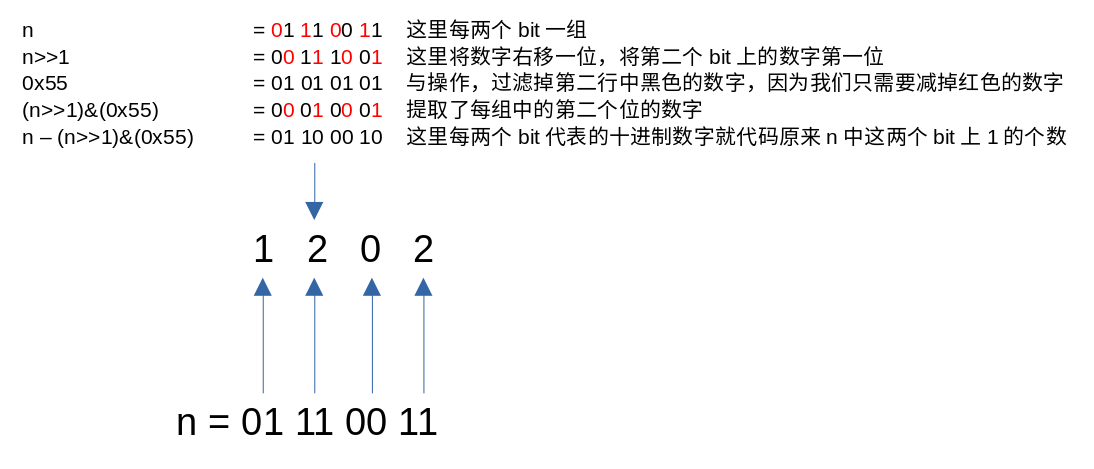 n = 01 11 00 11 这里每两个 bit 一组
n>>1 = 00 11 10 01 这里将数字右移一位，将第二个 bit 上的数字第一位
0x55 = 01 01 01 01 与操作，过滤掉第二行中黑色的数字，因为我们只需要减掉红色的数字
(n>>1)&(0x55) = 00 01 00 01 提取了每组中的第二个位的数字
n – (n>>1)&(0x55) = 01 10 00 10 这里每两个 bit 代表的十进制数字就代码原来 n 中这两个 bit 上 1 的个数
1 2 0 2
n = 01 11 00 11